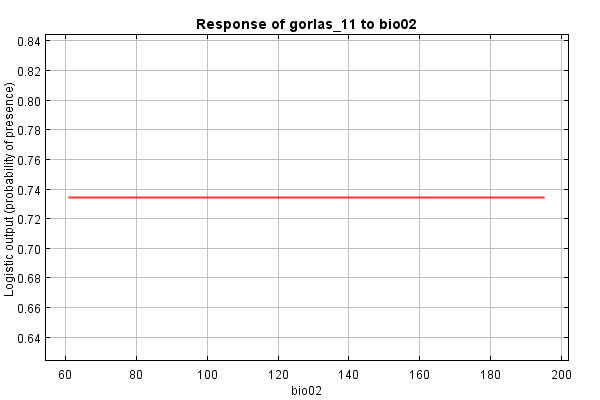 Response of gorlas_11 to bio02
Logistic output (probability of presence)
0.84
0.82
0.80
0.78
0.76
0.74
0.72
0.70
0.68
0.66
0.64
60 80 100 120 140 160 180 200
bio02